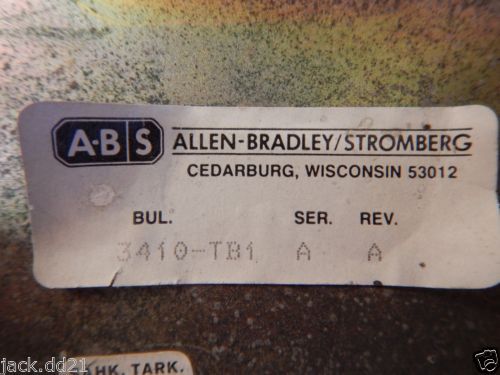 A·B S ALLEN-BRADLEY/STROMBERG
CEDARBURG, WISCONSIN 53012
BUL. SER. REV.
3410-TB1 A A
HK. TARK.
jack.dd21